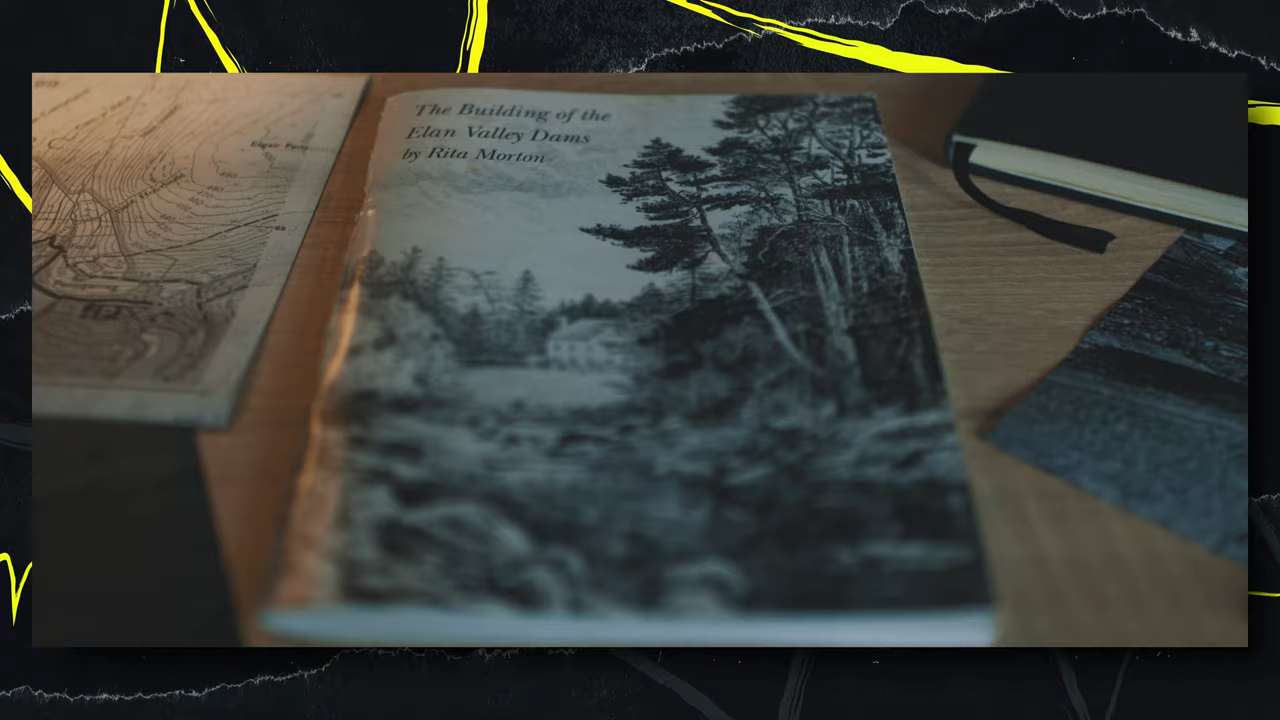 The Building of the
Elan Valley Dams
by Rita Morton